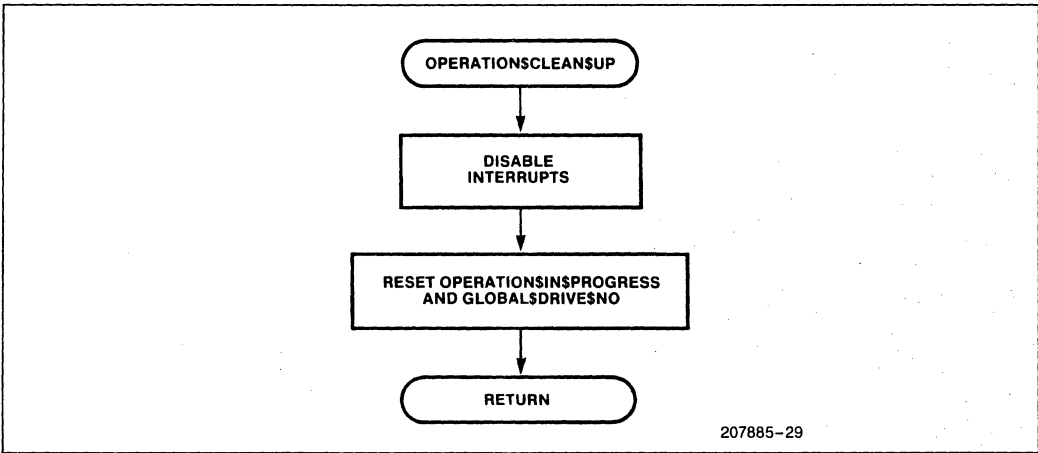 OPERATION$CLEAN$UP
DISABLE
INTERRUPTS
RESET OPERATION$IN$PROGRESS
AND GLOBAL$DRIVE$NO
RETURN
207885-29